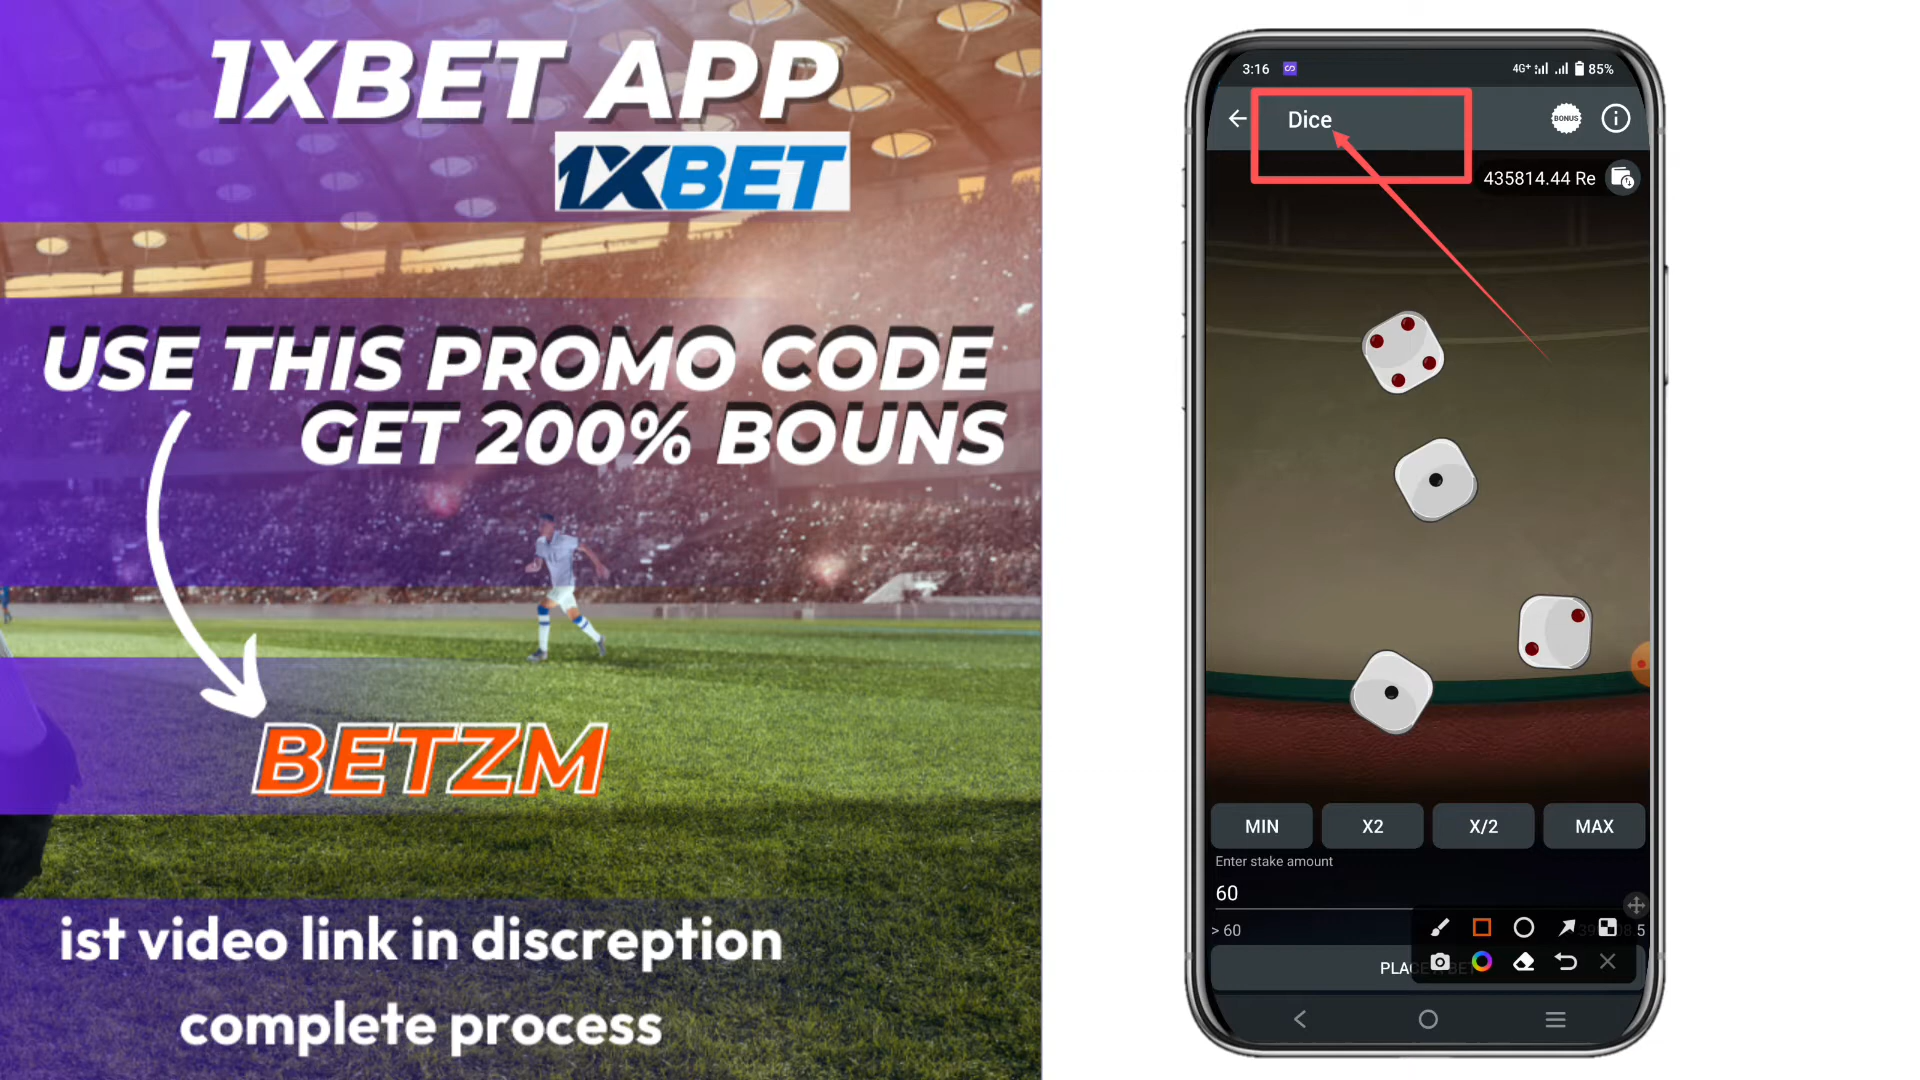 1XBET APP
1XBET
USE THIS PROMO CODE
GET 200% BOUNS
BETZM
ist video link in discreption
complete process
3:16
4G+
85%
Dice
BONUS
435814.44 Re
MIN
X2
X/2
MAX
Enter stake amount
60
> 60